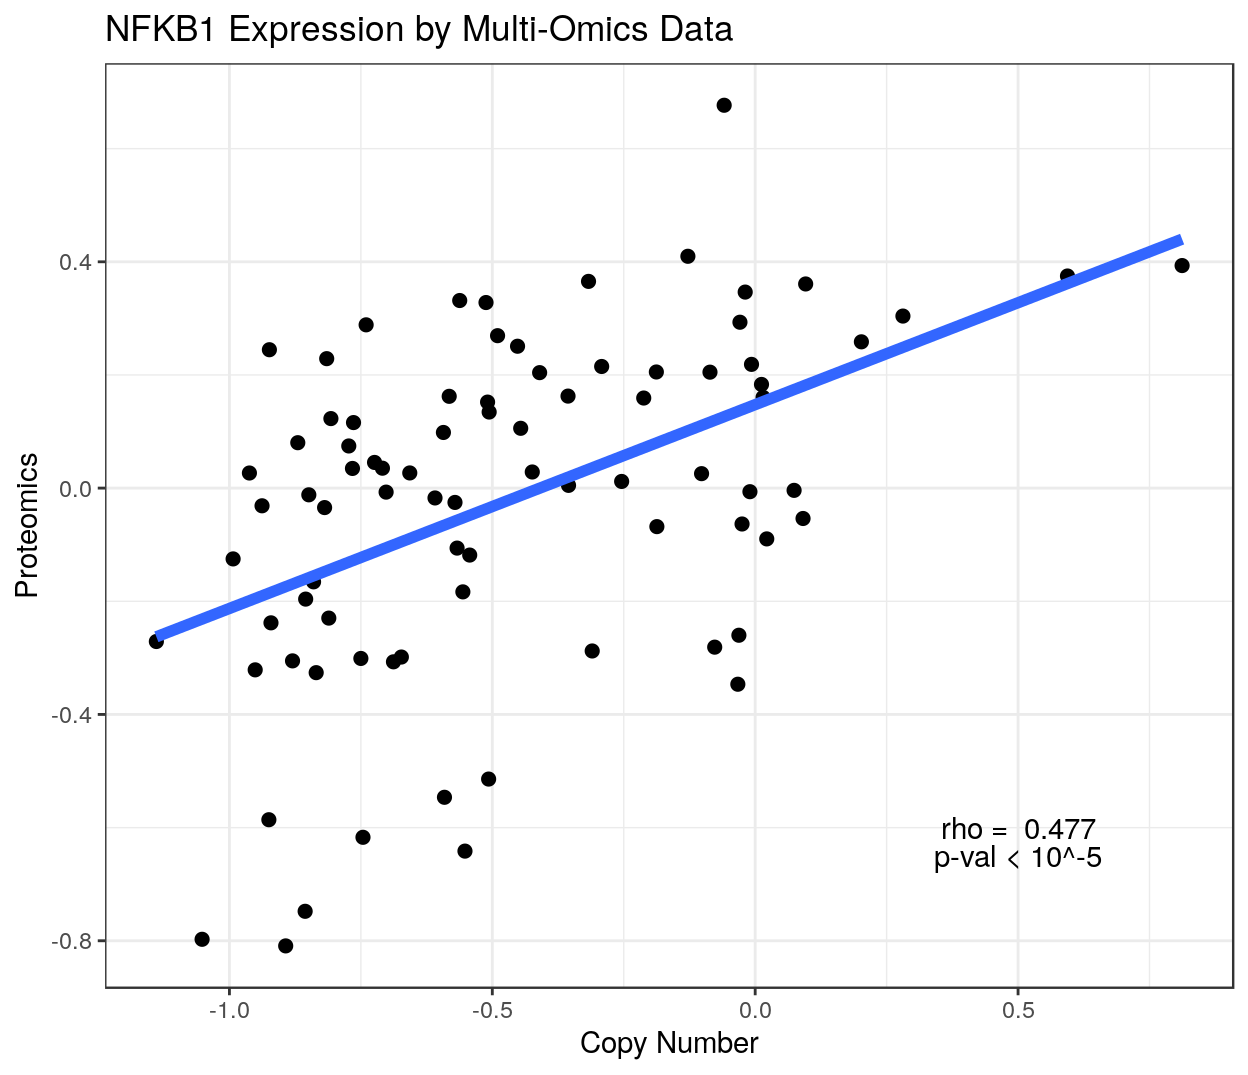 NFKB1 Expression by Multi-Omics Data
Proteomics
0.4
0.0
-0.4
-0.8
rho =  0.477
p-val < 10^-5
-1.0
-0.5
0.0
0.5
Copy Number